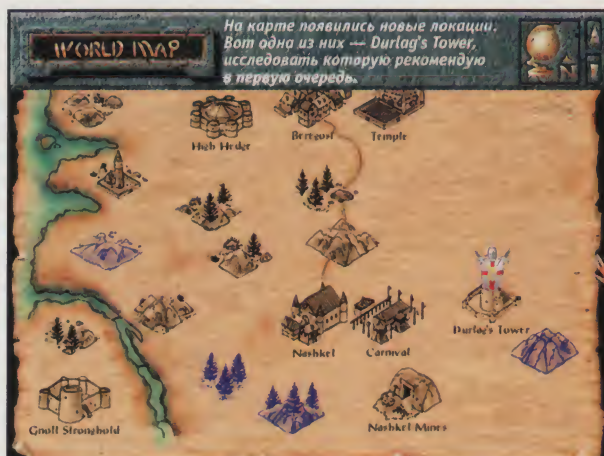 WORLD MAP
На карте появились новые локации.
Вот одна из них — Durlag's Tower,
исследовать которую рекомендую
в первую очередь.
N
High Hedge
Beregost
Temple
Durlag's Tower
Nashkel
Carnival
Gnoll Stronghold
Nashkel Mines